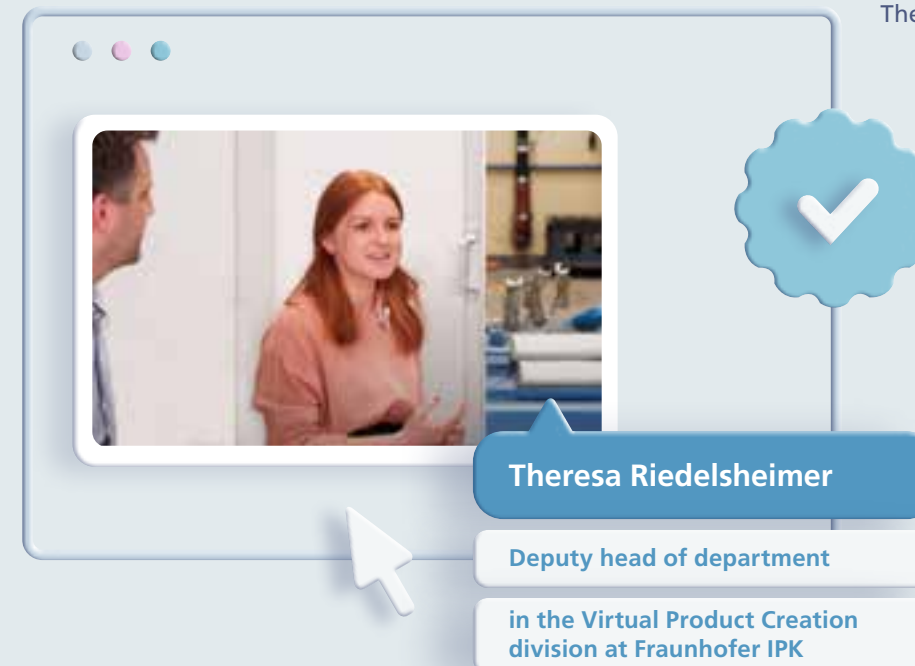 The
Theresa Riedelsheimer
Deputy head of department
in the Virtual Product Creation
division at Fraunhofer IPK